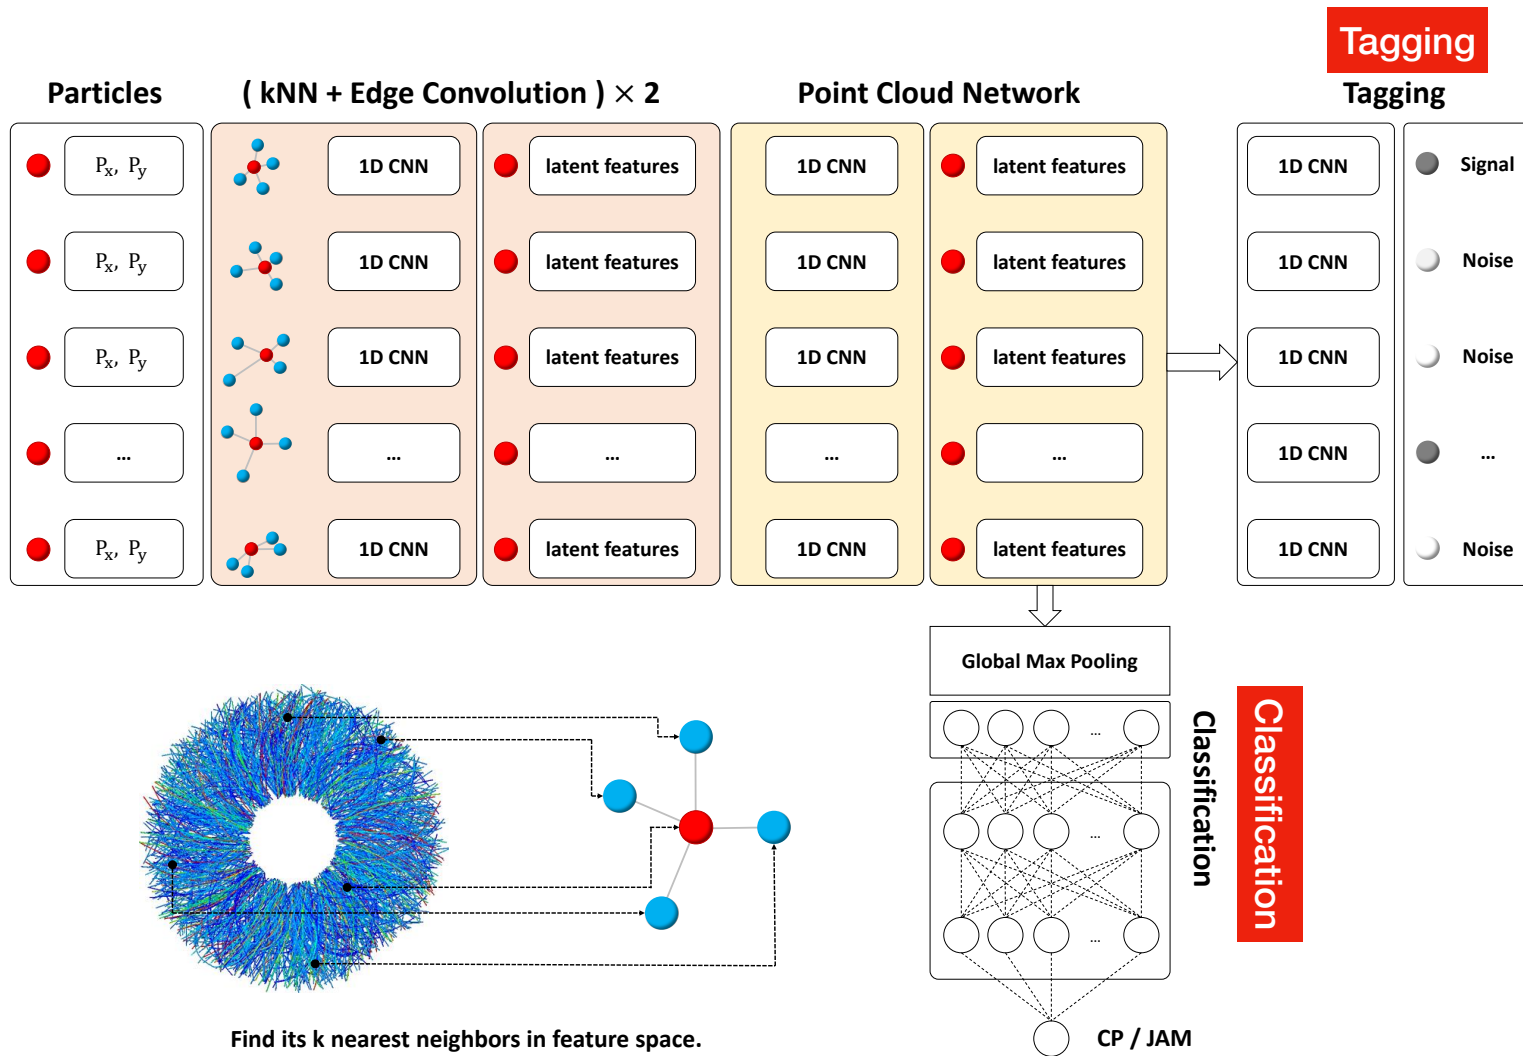 Tagging
Particles
( kNN + Edge Convolution ) × 2
Point Cloud Network
Tagging
Px, Py
1D CNN
latent features
1D CNN
latent features
1D CNN
Signal
Px, Py
1D CNN
latent features
1D CNN
latent features
1D CNN
Noise
Px, Py
1D CNN
latent features
1D CNN
latent features
1D CNN
Noise
...
...
...
...
...
1D CNN
...
Px, Py
1D CNN
latent features
1D CNN
latent features
1D CNN
Noise
Global Max Pooling
...
...
...
Classification
Classification
Find its k nearest neighbors in feature space.
CP / JAM